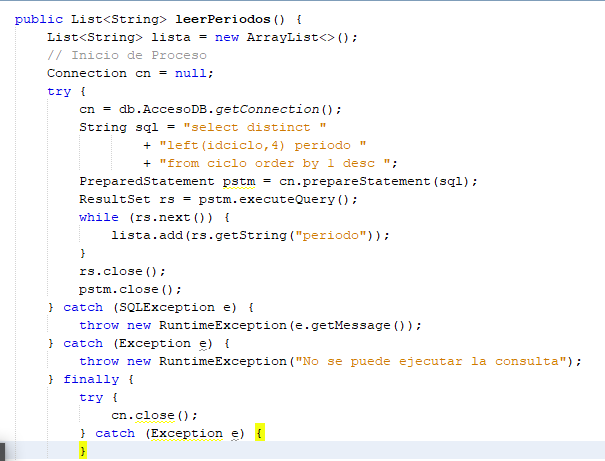 public List<String> leerPeriodos() {
    List<String> lista = new ArrayList<>();
    // Inicio de Proceso
    Connection cn = null;
    try {
        cn = db.AccesoDB.getConnection();
        String sql = "select distinct "
                + "left(idciclo,4) periodo "
                + "from ciclo order by 1 desc ";
        PreparedStatement pstm = cn.prepareStatement(sql);
        ResultSet rs = pstm.executeQuery();
        while (rs.next()) {
            lista.add(rs.getString("periodo"));
        }
        rs.close();
        pstm.close();
    } catch (SQLException e) {
        throw new RuntimeException(e.getMessage());
    } catch (Exception e) {
        throw new RuntimeException("No se puede ejecutar la consulta");
    } finally {
        try {
            cn.close();
        } catch (Exception e) {
        }